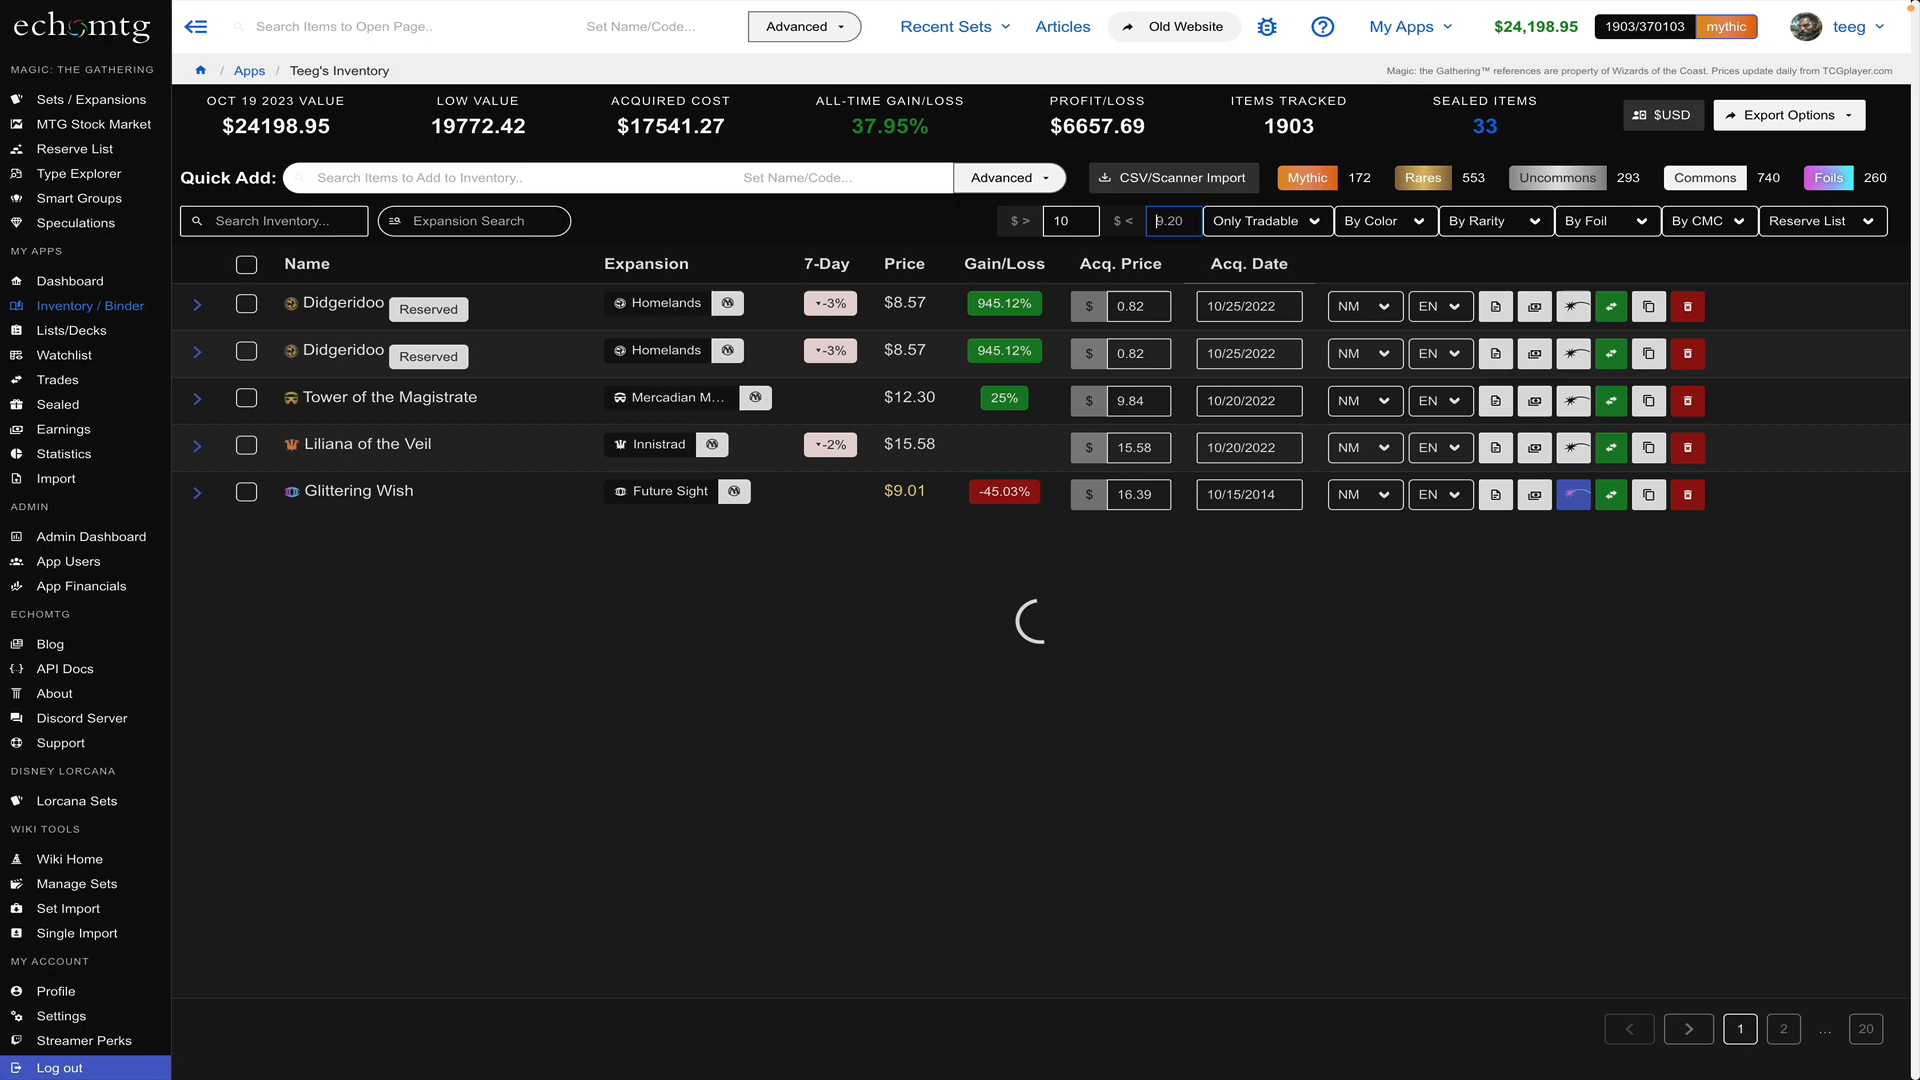 echomtg
MAGIC: THE GATHERING
Sets / Expansions
MTG Stock Market
Reserve List
Type Explorer
Smart Groups
Speculations
MY APPS
Dashboard
Inventory / Binder
Lists/Decks
Watchlist
Trades
Sealed
Earnings
Statistics
Import
ADMIN
Admin Dashboard
App Users
App Financials
ECHOMTG
Blog
API Docs
About
Discord Server
Support
DISNEY LORCANA
Lorcana Sets
WIKI TOOLS
Wiki Home
Manage Sets
Set Import
Single Import
MY ACCOUNT
Profile
Settings
Streamer Perks
Log out
Search Items to Open Page.. Set Name/Code... Advanced Recent Sets Articles Old Website My Apps $24,198.95 1903/370103 mythic teeg
/ Apps / Teeg's Inventory Magic: the Gathering™ references are property of Wizards of the Coast. Prices update daily from TCGplayer.com
OCT 19 2023 VALUE LOW VALUE ACQUIRED COST ALL-TIME GAIN/LOSS PROFIT/LOSS ITEMS TRACKED SEALED ITEMS
$24198.95 19772.42 $17541.27 37.95% $6657.69 1903 33 $USD Export Options
Quick Add: Search Items to Add to Inventory.. Set Name/Code... Advanced CSV/Scanner Import Mythic 172 Rares 553 Uncommons 293 Commons 740 Foils 260
Search Inventory... Expansion Search $ > 10 $ < 9.20 Only Tradable By Color By Rarity By Foil By CMC Reserve List
Name Expansion 7-Day Price Gain/Loss Acq. Price Acq. Date
Didgeridoo Reserved Homelands -3% $8.57 945.12% $ 0.82 10/25/2022 NM EN
Didgeridoo Reserved Homelands -3% $8.57 945.12% $ 0.82 10/25/2022 NM EN
Tower of the Magistrate Mercadian M... $12.30 25% $ 9.84 10/20/2022 NM EN
Liliana of the Veil Innistrad -2% $15.58 $ 15.58 10/20/2022 NM EN
Glittering Wish Future Sight $9.01 -45.03% $ 16.39 10/15/2014 NM EN
1 2 ... 20